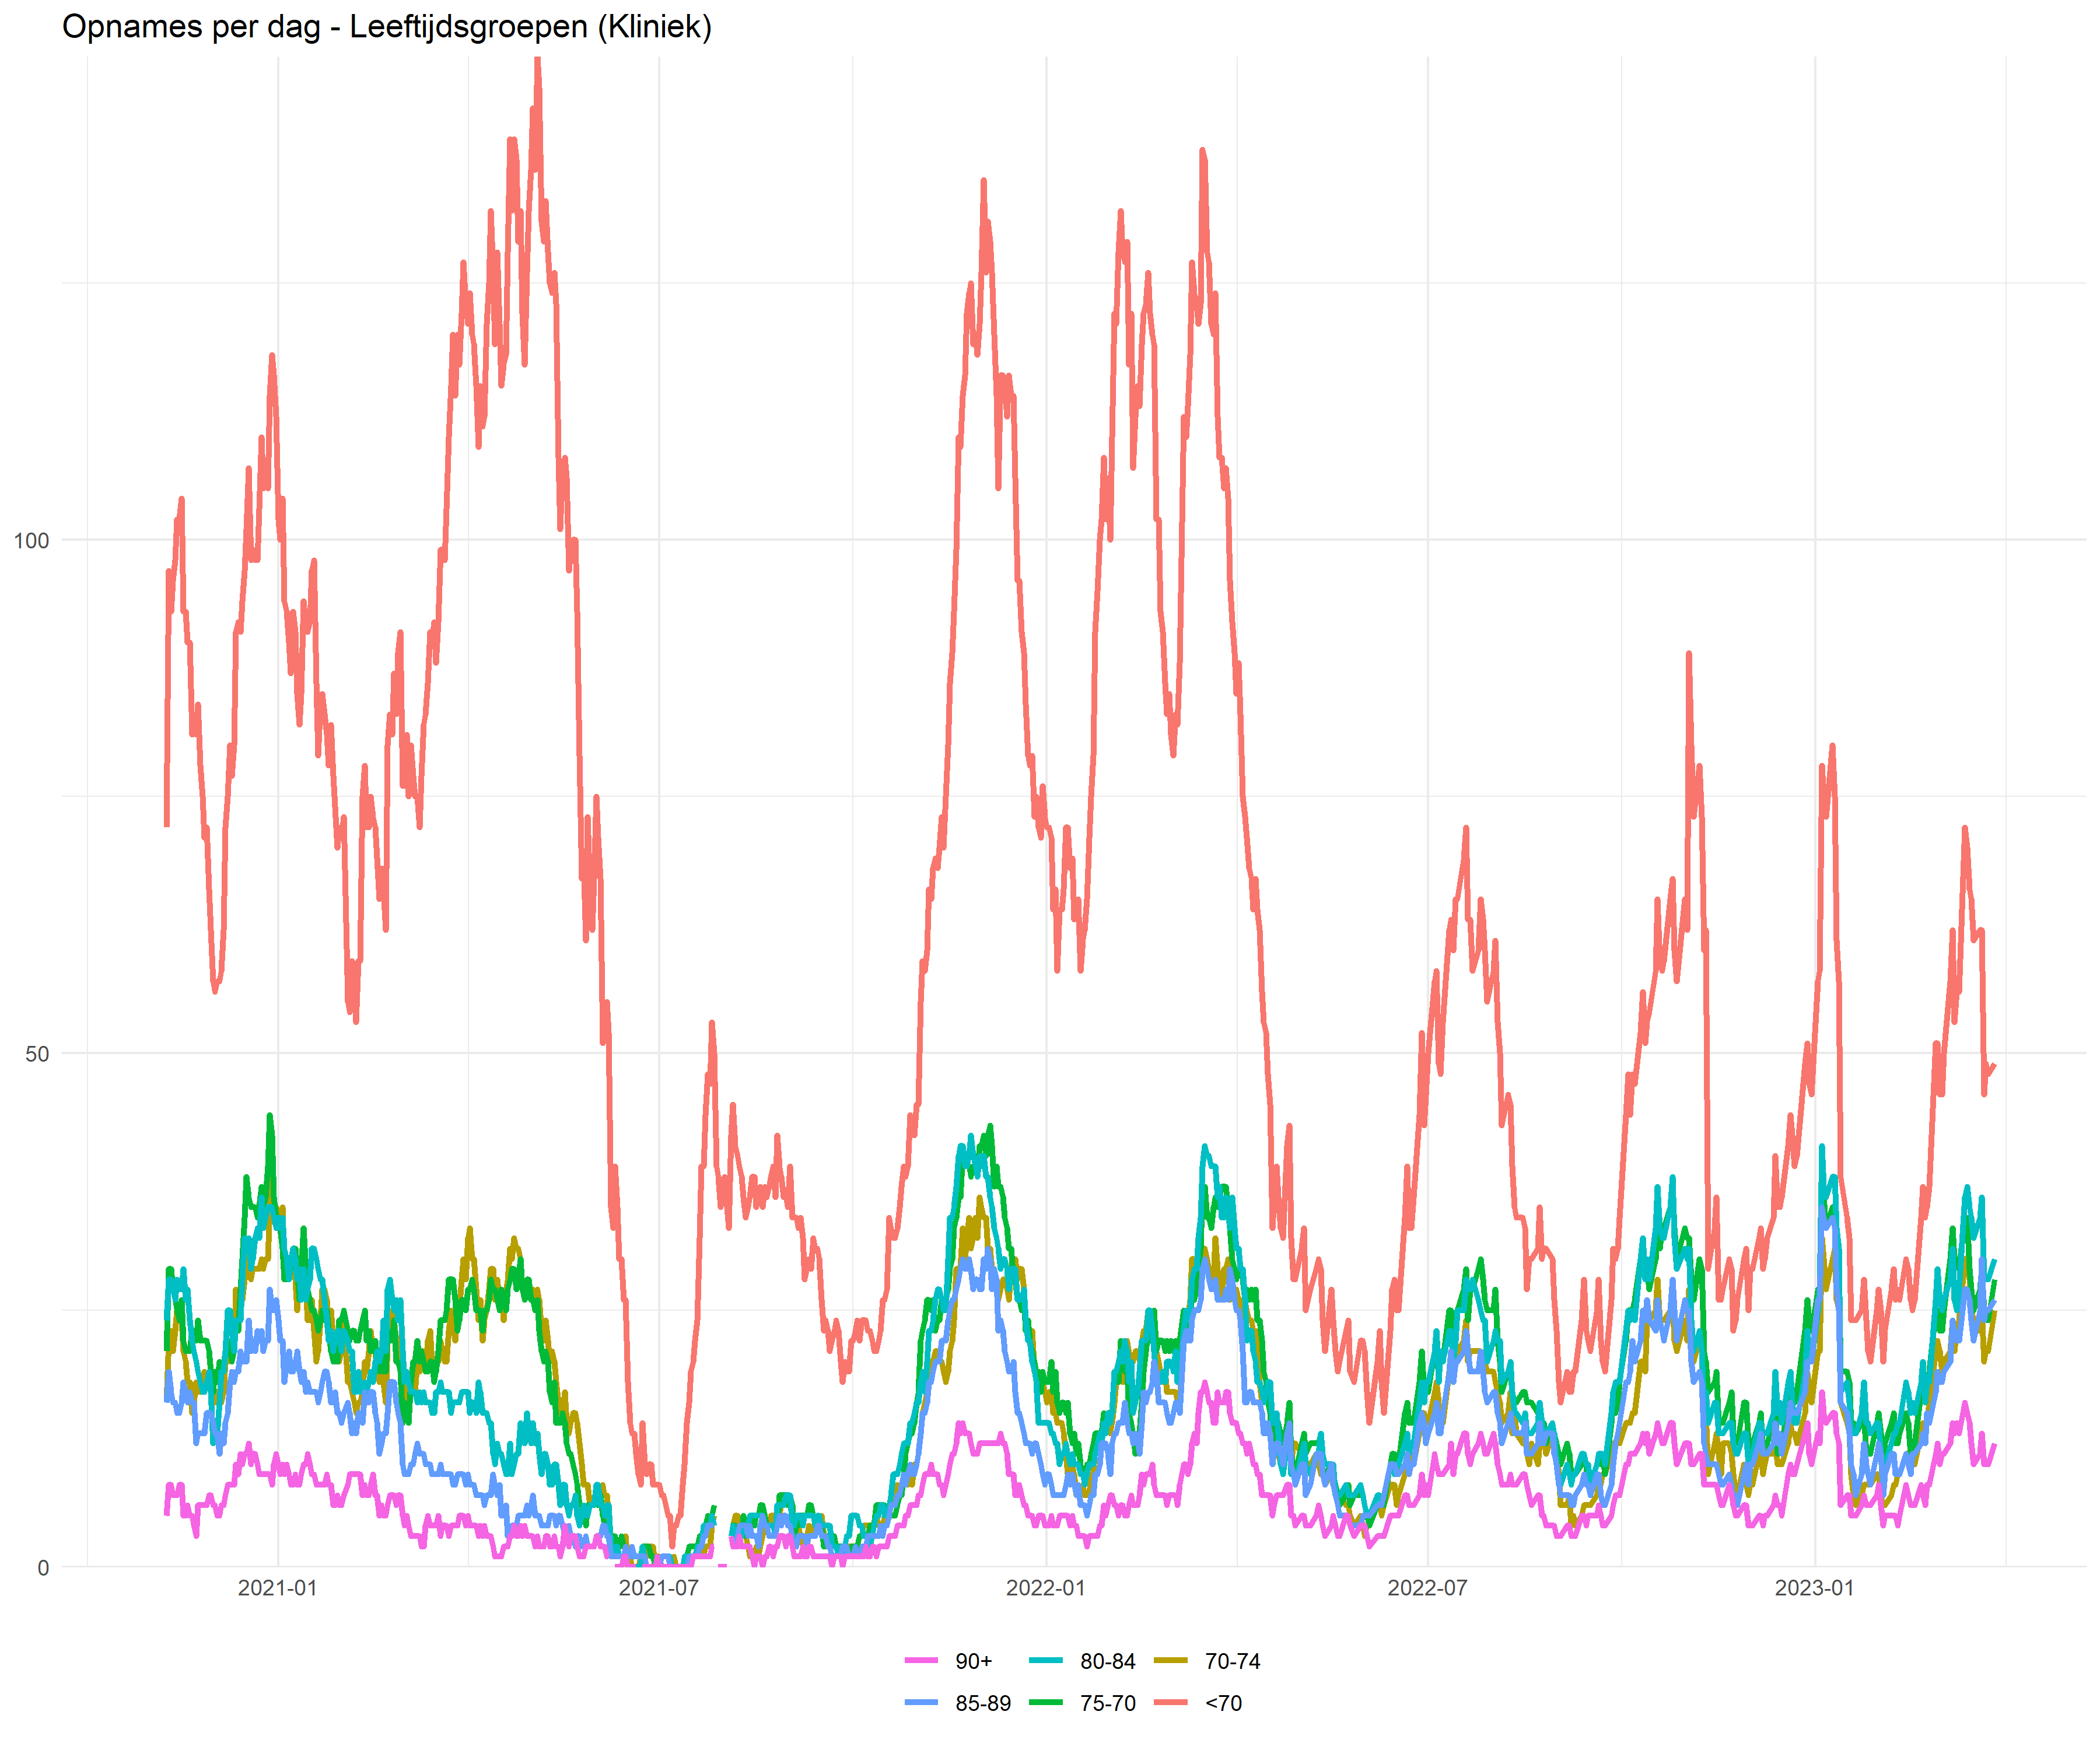 Opnames per dag - Leeftijdsgroepen (Kliniek)
100
50
0
2021-01 2021-07 2022-01 2022-07 2023-01
90+ 80-84 70-74
85-89 75-70 <70